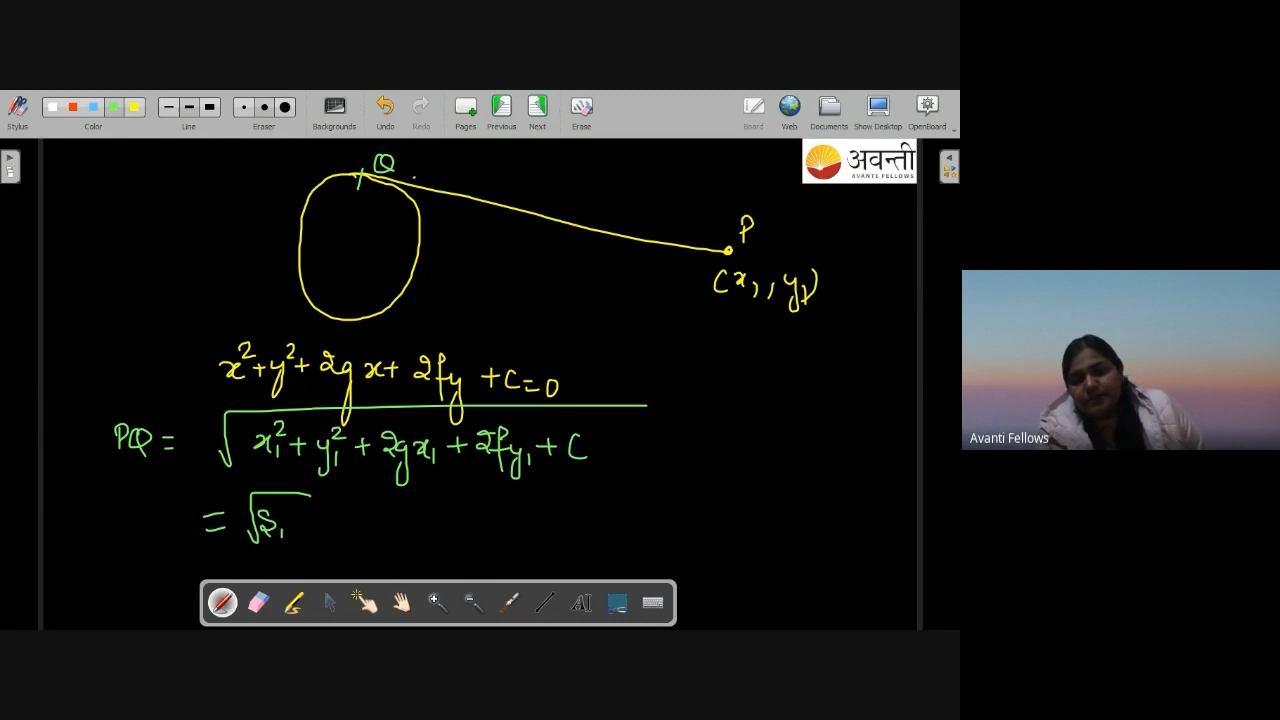 Stylus
Color
Line
Eraser
Backgrounds
Undo
Redo
Pages
Previous
Next
Erase
Board
Web
Documents
Show Desktop
OpenBoard
अवन्ती
AVANTI FELLOWS
Q
P
(x₁, y₁)
x² + y² + 2gx + 2fy + c = 0
PQ = √(x₁² + y₁² + 2gx₁ + 2fy₁ + C)
= √S₁
AI
Avanti Fellows